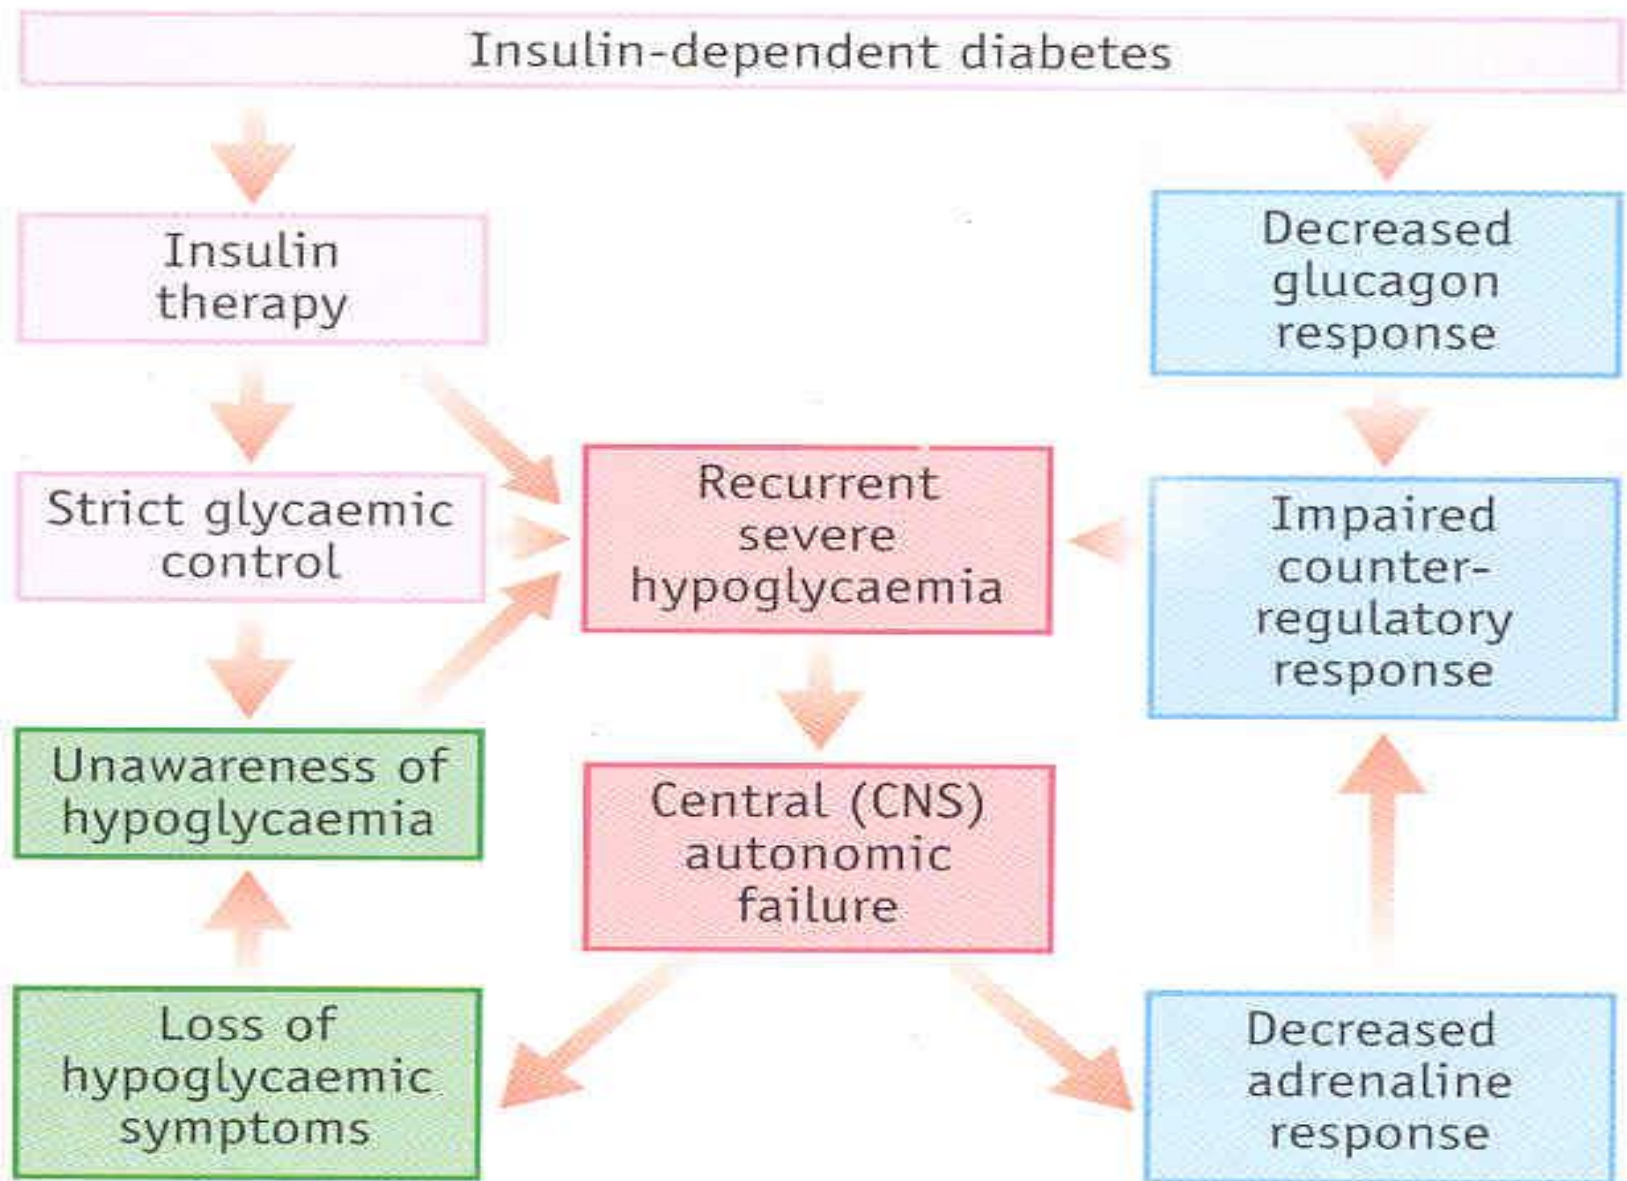 Insulin-dependent diabetes
Insulin
therapy
Decreased
glucagon
response
Strict glycaemic
control
Recurrent
severe
hypoglycaemia
Impaired
counter-
regulatory
response
Unawareness of
hypoglycaemia
Central (CNS)
autonomic
failure
Loss of
hypoglycaemic
symptoms
Decreased
adrenaline
response